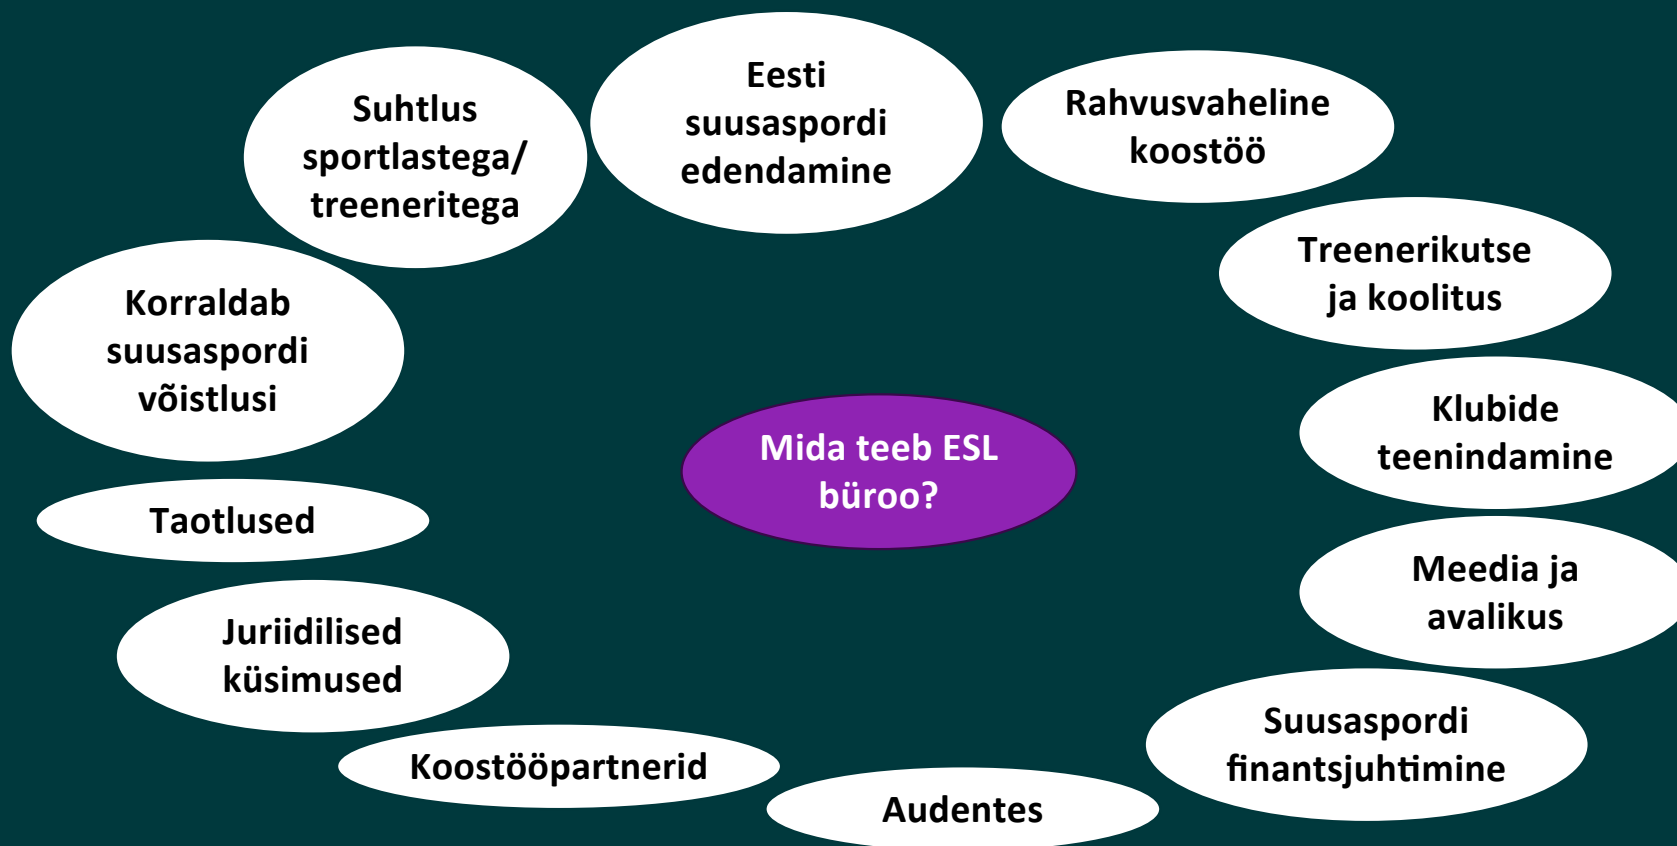 Eesti
suusaspordi
edendamine
Rahvusvaheline
koostöö
Treenerikutse
ja koolitus
Klubide
teenindamine
Meedia ja
avalikus
Suusaspordi
finantsjuhtimine
Audentes
Koostööpartnerid
Juriidilised
küsimused
Taotlused
Korraldab
suusaspordi
võistlusi
Suhtlus
sportlastega/
treeneritega
Mida teeb ESL
büroo?